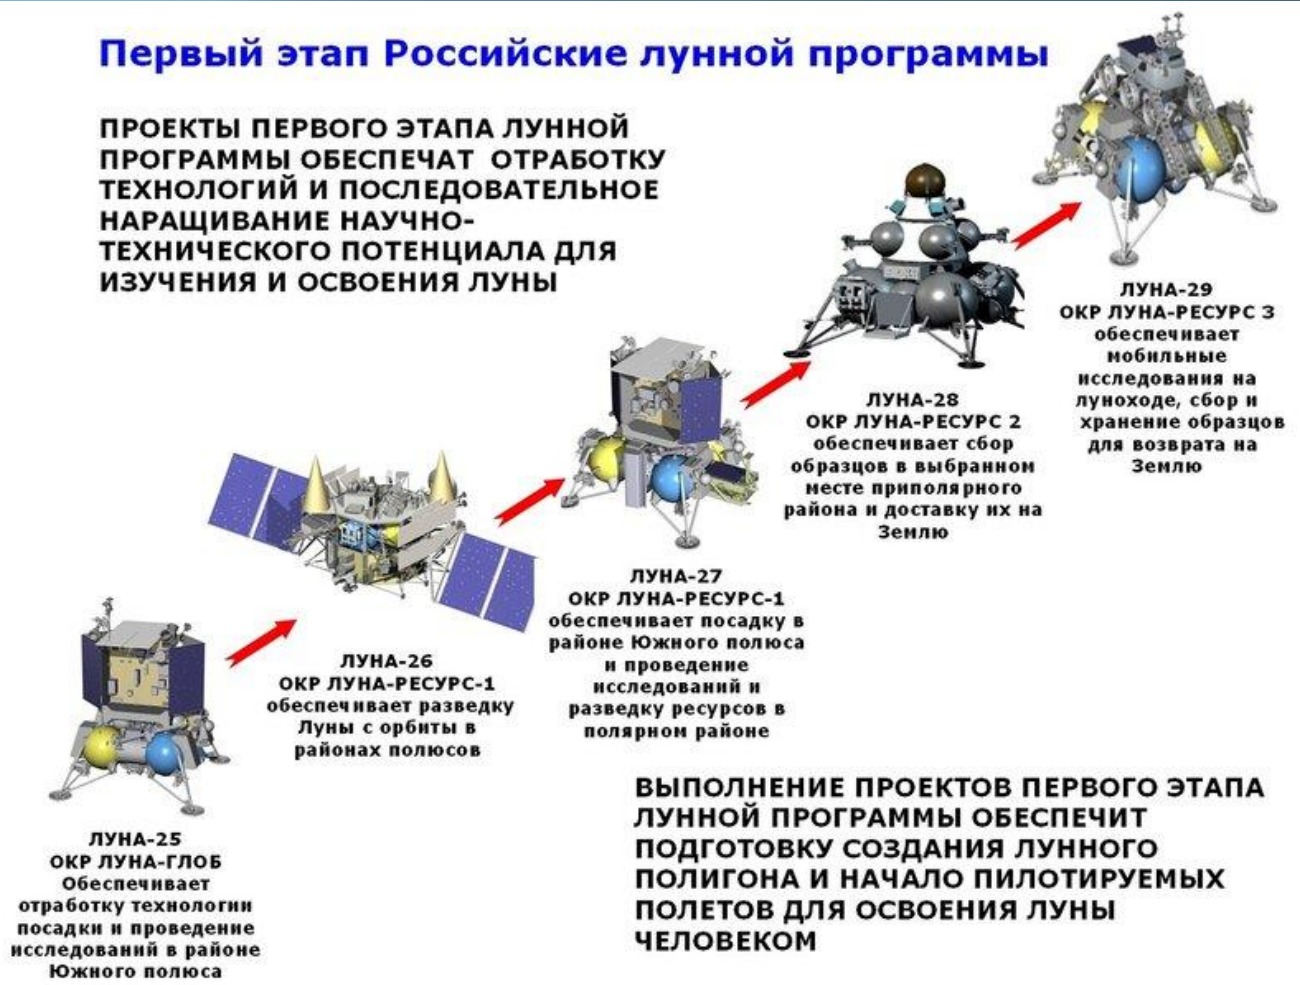 Первый этап Российские лунной программы
ПРОЕКТЫ ПЕРВОГО ЭТАПА ЛУННОЙ
ПРОГРАММЫ ОБЕСПЕЧАТ ОТРАБОТКУ
ТЕХНОЛОГИЙ И ПОСЛЕДОВАТЕЛЬНОЕ
НАРАЩИВАНИЕ НАУЧНО-
ТЕХНИЧЕСКОГО ПОТЕНЦИАЛА ДЛЯ
ИЗУЧЕНИЯ И ОСВОЕНИЯ ЛУНЫ
ЛУНА-25
ОКР ЛУНА-ГЛОБ
Обеспечивает
отработку технологии
посадки и проведение
исследований в районе
Южного полюса
ЛУНА-26
ОКР ЛУНА-РЕСУРС-1
обеспечивает разведку
Луны с орбиты в
районах полюсов
ЛУНА-27
ОКР ЛУНА-РЕСУРС-1
обеспечивает посадку в
районе Южного полюса
и проведение
исследований и
разведку ресурсов в
полярном районе
ЛУНА-28
ОКР ЛУНА-РЕСУРС 2
обеспечивает сбор
образцов в выбранном
месте приполярного
района и доставку их на
Землю
ЛУНА-29
ОКР ЛУНА-РЕСУРС 3
обеспечивает
мобильные
исследования на
луноходе, сбор и
хранение образцов
для возврата на
Землю
ВЫПОЛНЕНИЕ ПРОЕКТОВ ПЕРВОГО ЭТАПА
ЛУННОЙ ПРОГРАММЫ ОБЕСПЕЧИТ
ПОДГОТОВКУ СОЗДАНИЯ ЛУННОГО
ПОЛИГОНА И НАЧАЛО ПИЛОТИРУЕМЫХ
ПОЛЕТОВ ДЛЯ ОСВОЕНИЯ ЛУНЫ
ЧЕЛОВЕКОМ